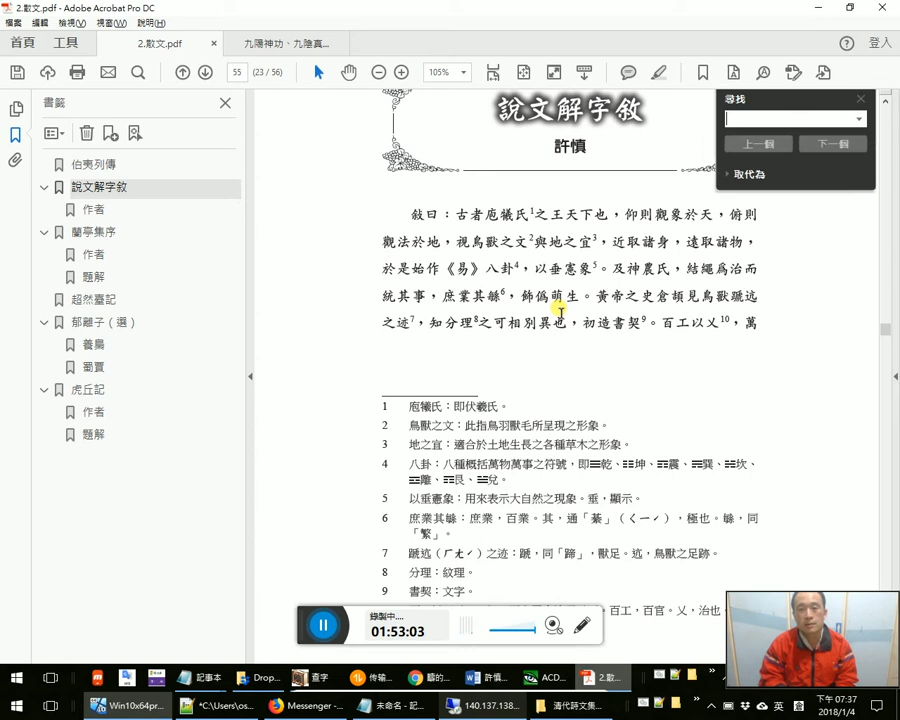 2.散文.pdf - Adobe Acrobat Pro DC
檔案 編輯 檢視(V) 視窗(W) 說明(H)
首頁 工具 2.散文.pdf × 九陽神功、九陰真... 登入
55 (23 / 56) 105%
書籤
伯夷列傳
說文解字敘
作者
蘭亭集序
作者
題解
超然臺記
郁離子（選）
養梟
蜀賈
虎丘記
作者
題解
尋找
上一個 下一個
取代為
說文解字敘
許慎
敘曰：古者庖犧氏1之王天下也，仰則觀象於天，俯則
觀法於地，視鳥獸之文2與地之宜3，近取諸身，遠取諸物，
於是始作《易》八卦4，以垂憲象5。及神農氏，結繩爲治而
統其事，庶業其緐6，飾僞萌生。黃帝之史倉頡見鳥獸蹏迒
之迹7，知分理8之可相別異也，初造書契9。百工以乂10，萬
1 庖犧氏：即伏羲氏。
2 鳥獸之文：此指鳥羽獸毛所呈現之形象。
3 地之宜：適合於土地生長之各種草木之形象。
4 八卦：八種概括萬物萬事之符號，即☰乾、☷坤、☳震、☴巽、☵坎、
☲離、☶艮、☱兌。
5 以垂憲象：用來表示大自然之現象。垂，顯示。
6 庶業其緐：庶業，百業。其，通「綦」（ㄑㄧˊ），極也。緐，同
「繁」。
7 蹏迒（ㄏㄤˊ）之迹：蹏，同「蹄」，獸足。迒，鳥獸之足跡。
8 分理：紋理。
9 書契：文字。
百工，百官。乂，治也。
錄製中....
01:53:03
記事本 Drop... 查字 传输... 聽的... 許慎... ACD... 2.散...
Win10x64pr... *C:\Users\os... Messenger -... 未命名 - 記... 140.137.138... 清代詩文集...
英
下午 07:37
2018/1/4